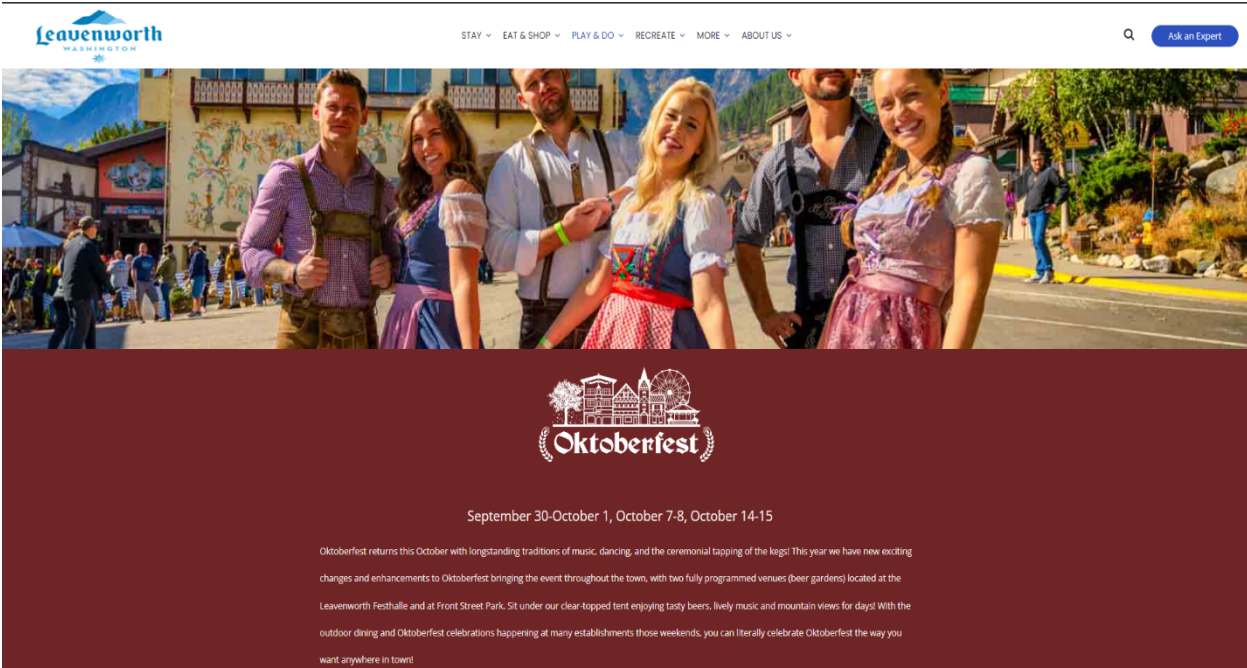 Leavenworth
WASHINGTON
STAY EAT & SHOP PLAY & DO RECREATE MORE ABOUT US
Ask an Expert
Oktoberfest
September 30-October 1, October 7-8, October 14-15
Oktoberfest returns this October with longstanding traditions of music, dancing, and the ceremonial tapping of the kegs! This year we have new exciting
changes and enhancements to Oktoberfest bringing the event throughout the town, with two fully programmed venues (beer gardens) located at the
Leavenworth Festhalle and at Front Street Park. Sit under our clear-topped tent enjoying tasty beers, lively music and mountain views for days! With the
outdoor dining and Oktoberfest celebrations happening at many establishments those weekends, you can literally celebrate Oktoberfest the way you
want anywhere in town!